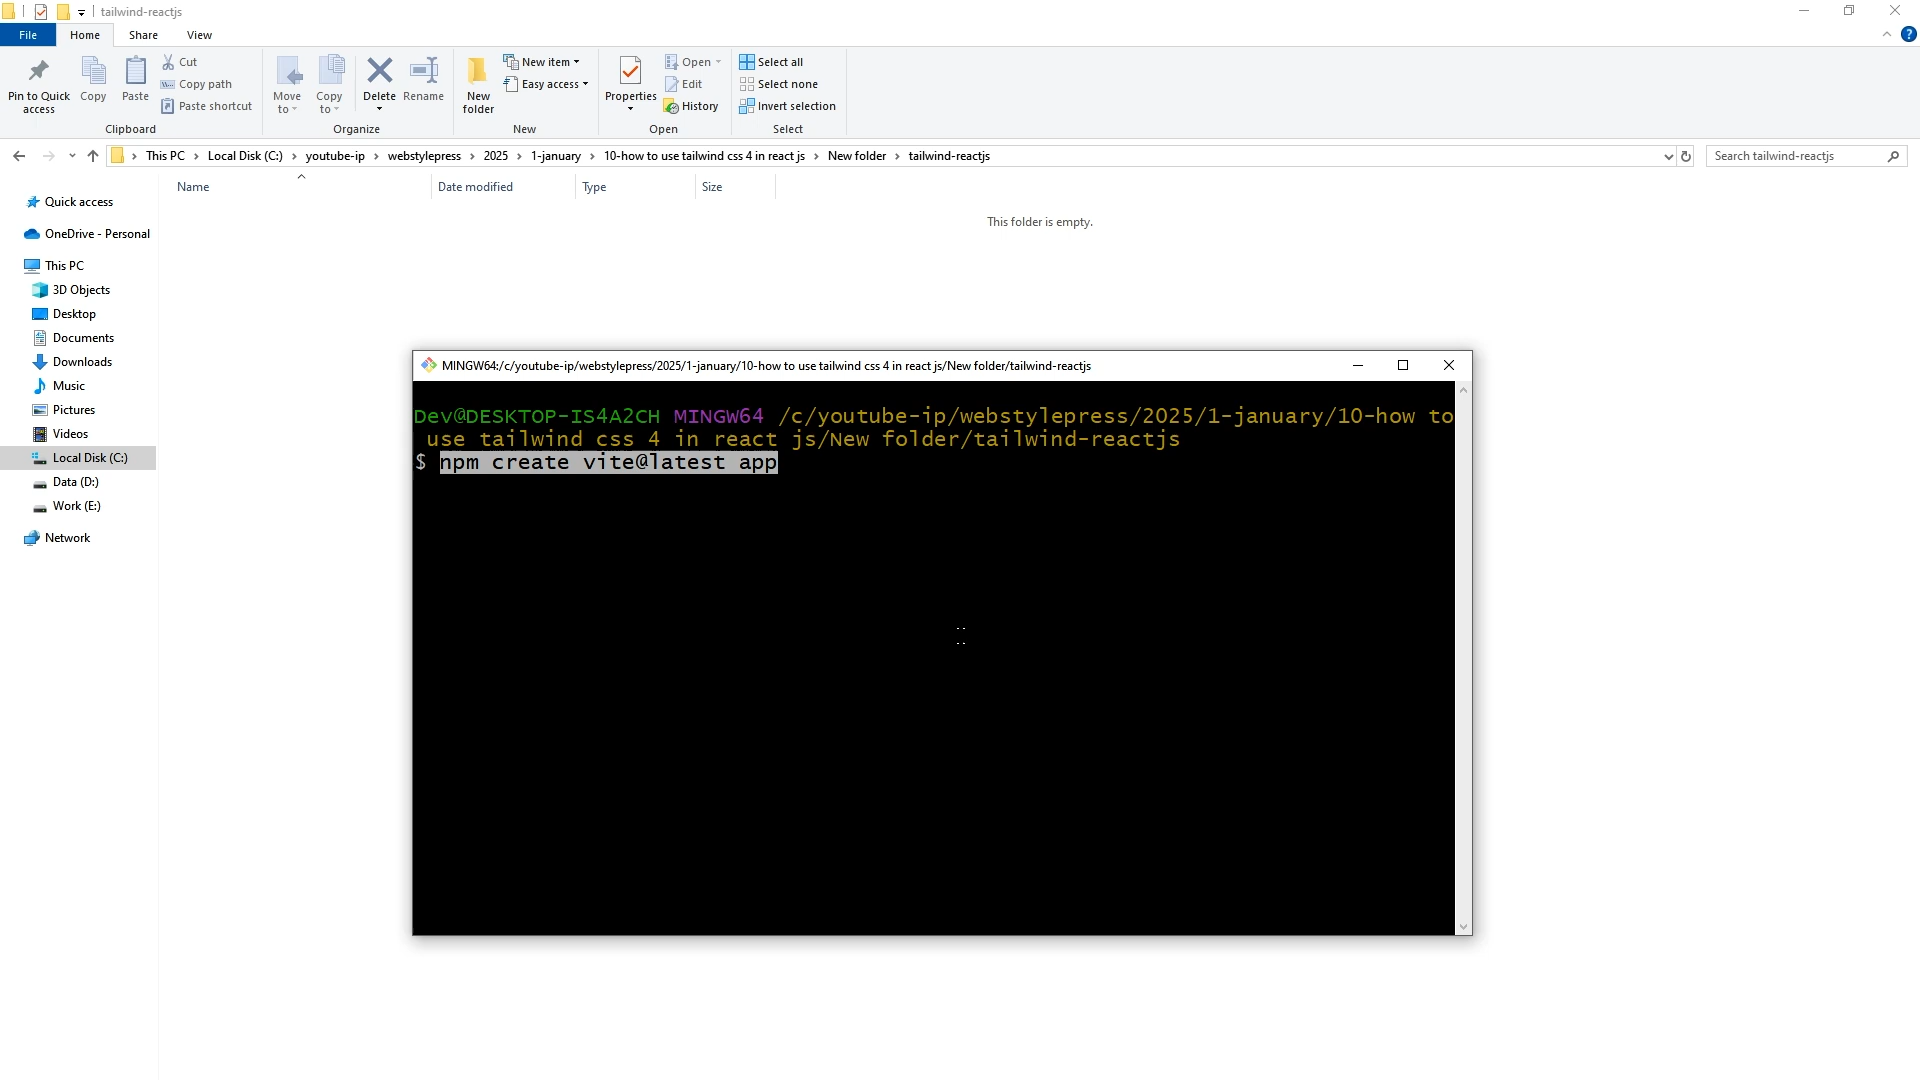 tailwind-reactjs
File Home Share View
Pin to Quick access
Copy
Paste
Cut
Copy path
Paste shortcut
Clipboard
Move to
Copy to
Delete
Rename
Organize
New folder
New item
Easy access
New
Properties
Open
Edit
History
Open
Select all
Select none
Invert selection
Select
This PC > Local Disk (C:) > youtube-ip > webstylepress > 2025 > 1-january > 10-how to use tailwind css 4 in react js > New folder > tailwind-reactjs
Search tailwind-reactjs
Name Date modified Type Size
This folder is empty.
Quick access
OneDrive - Personal
This PC
3D Objects
Desktop
Documents
Downloads
Music
Pictures
Videos
Local Disk (C:)
Data (D:)
Work (E:)
Network
MINGW64:/c/youtube-ip/webstylepress/2025/1-january/10-how to use tailwind css 4 in react js/New folder/tailwind-reactjs
Dev@DESKTOP-IS4A2CH MINGW64 /c/youtube-ip/webstylepress/2025/1-january/10-how to
use tailwind css 4 in react js/New folder/tailwind-reactjs
$ npm create vite@latest app